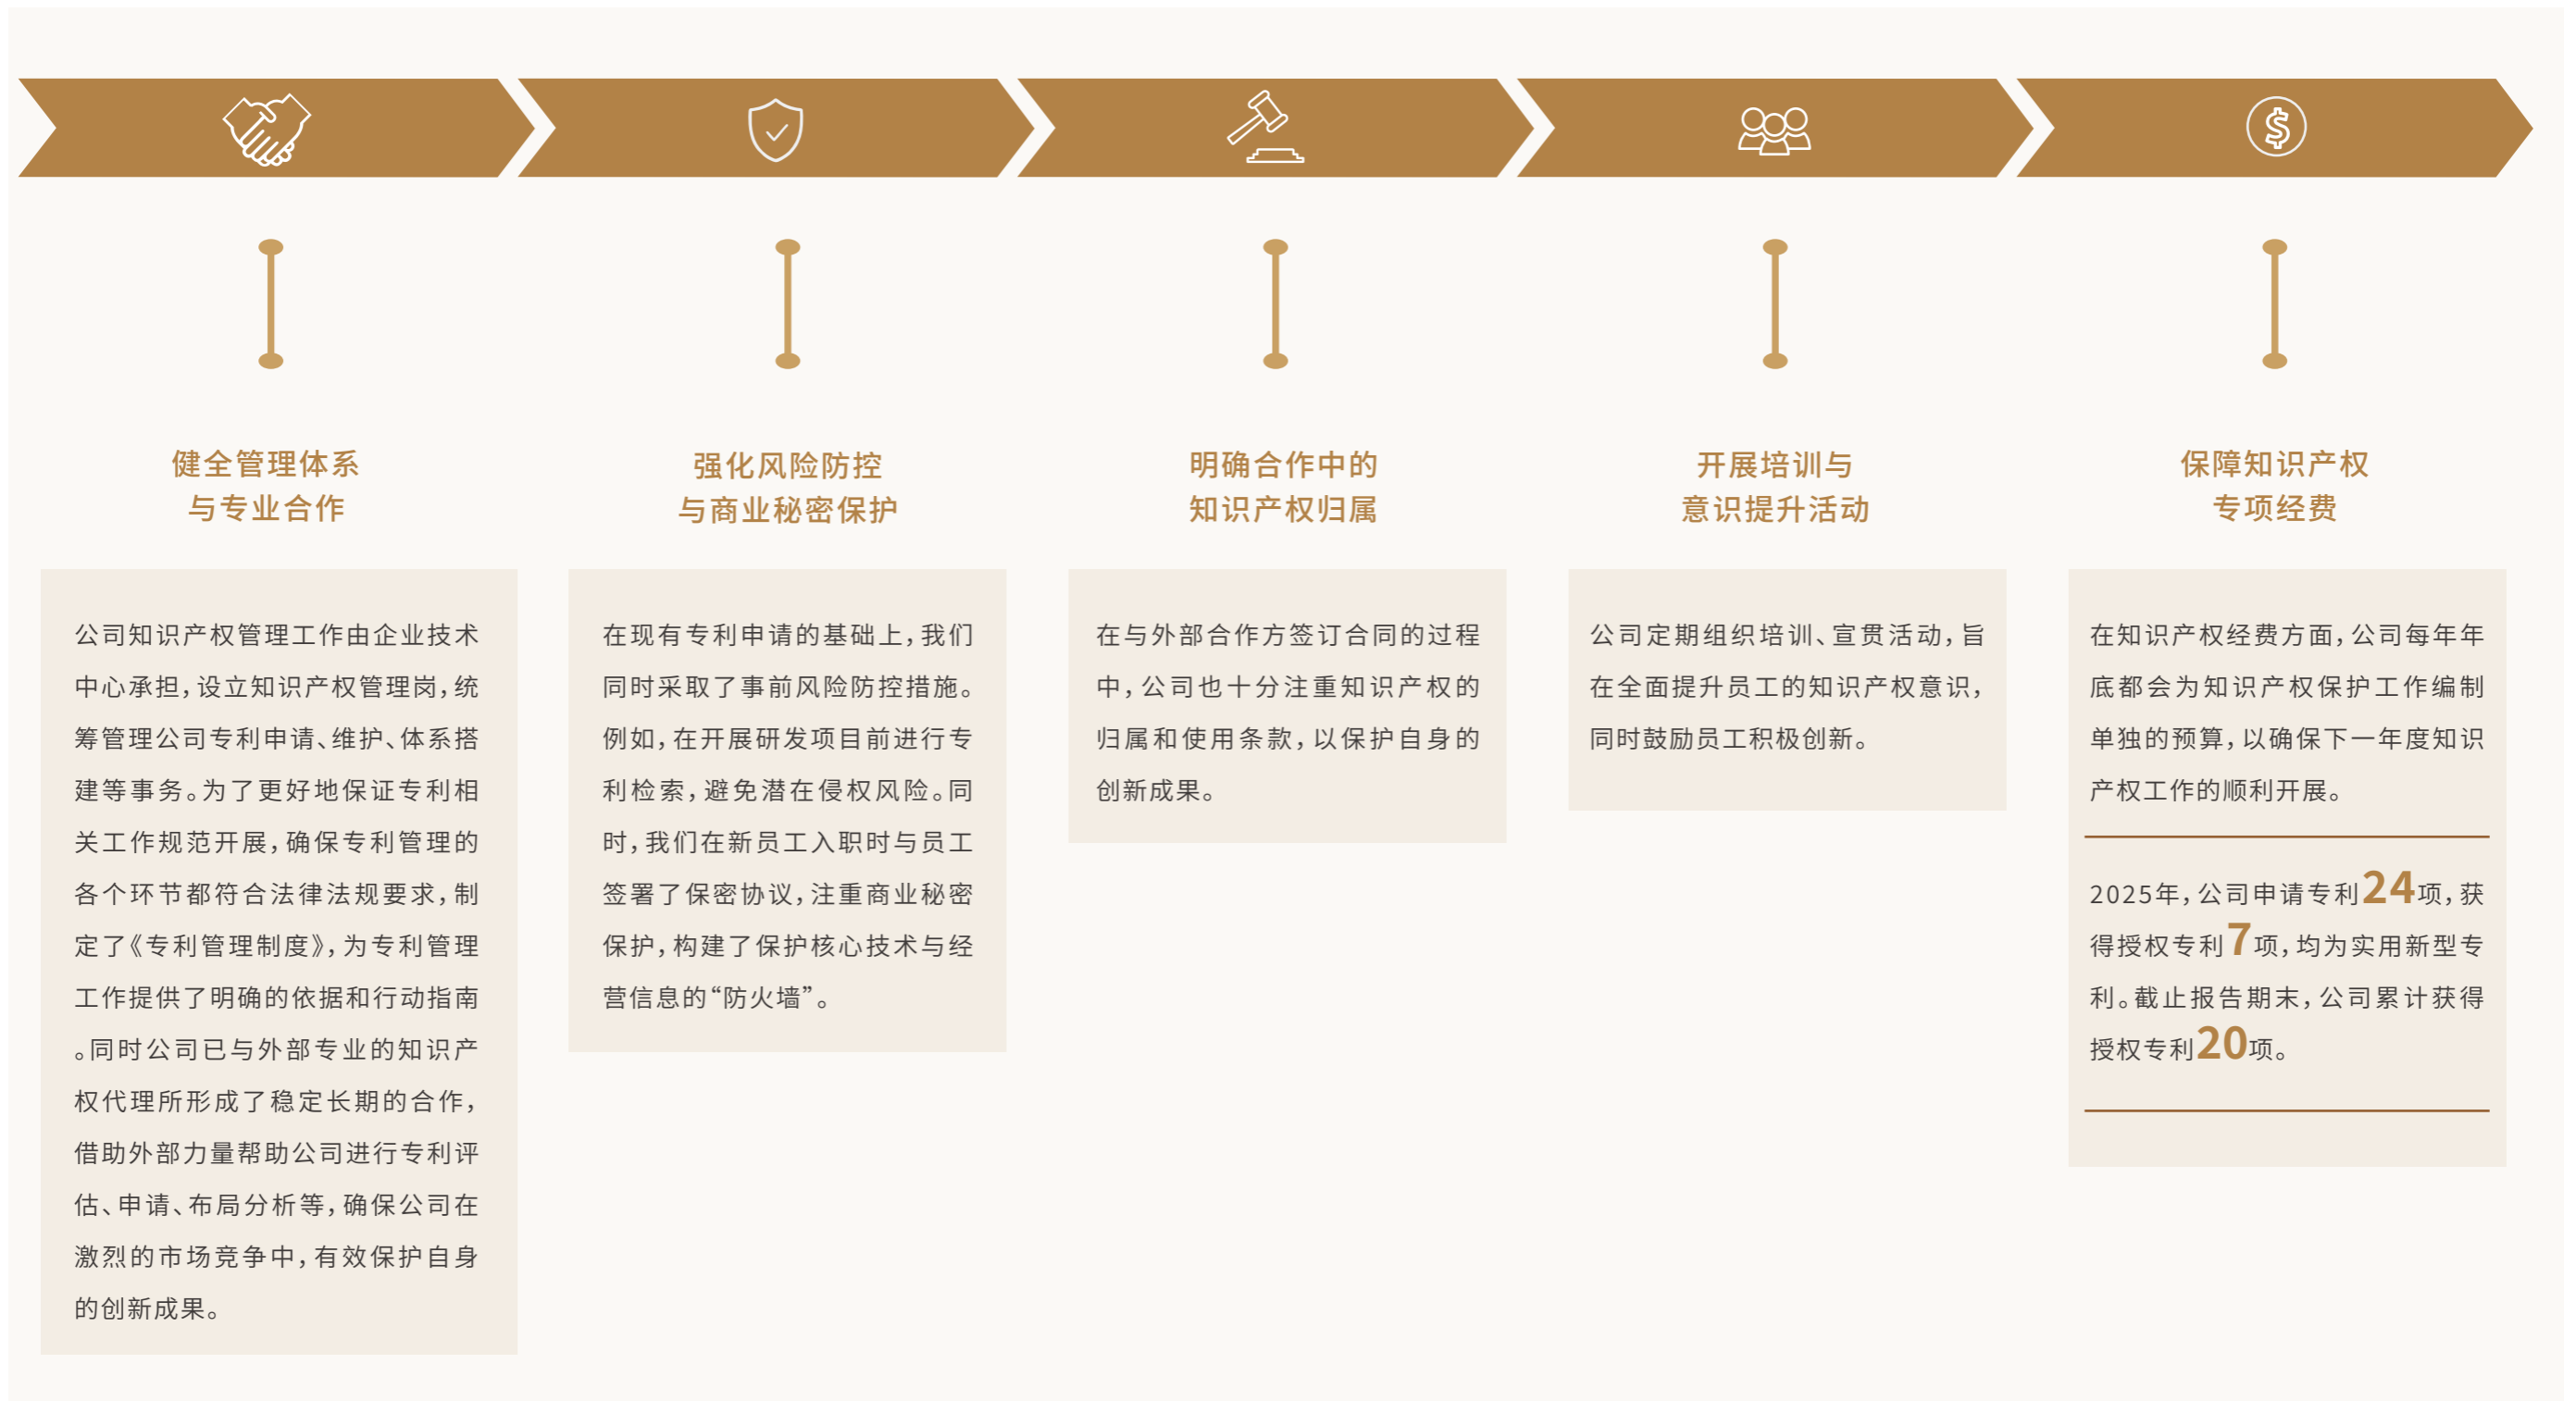 健全管理体系
与专业合作
公司知识产权管理工作由企业技术
中心承担，设立知识产权管理岗，统
筹管理公司专利申请、维护、体系搭
建等事务。为了更好地保证专利相
关工作规范开展，确保专利管理的
各个环节都符合法律法规要求，制
定了《专利管理制度》，为专利管理
工作提供了明确的依据和行动指南
。同时公司已与外部专业的知识产
权代理所形成了稳定长期的合作，
借助外部力量帮助公司进行专利评
估、申请、布局分析等，确保公司在
激烈的市场竞争中，有效保护自身
的创新成果。
强化风险防控
与商业秘密保护
在现有专利申请的基础上，我们
同时采取了事前风险防控措施。
例如，在开展研发项目前进行专
利检索，避免潜在侵权风险。同
时，我们在新员工入职时与员工
签署了保密协议，注重商业秘密
保护，构建了保护核心技术与经
营信息的“防火墙”。
明确合作中的
知识产权归属
在与外部合作方签订合同的过程
中，公司也十分注重知识产权的
归属和使用条款，以保护自身的
创新成果。
开展培训与
意识提升活动
公司定期组织培训、宣贯活动，旨
在全面提升员工的知识产权意识，
同时鼓励员工积极创新。
保障知识产权
专项经费
在知识产权经费方面，公司每年年
底都会为知识产权保护工作编制
单独的预算，以确保下一年度知识
产权工作的顺利开展。
2025年，公司申请专利24项，获
得授权专利7项，均为实用新型专
利。截止报告期末，公司累计获得
授权专利20项。